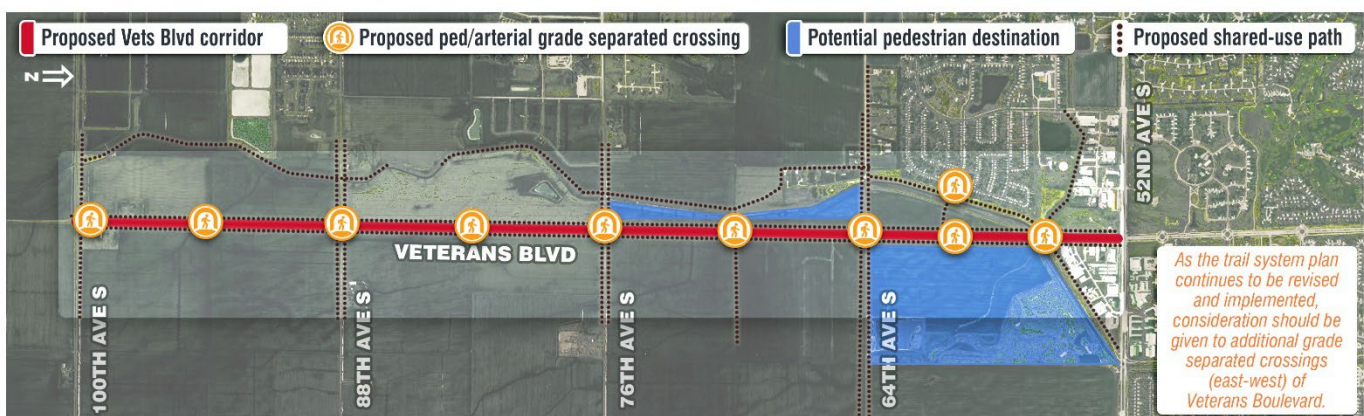 Proposed Vets Blvd corridor
Proposed ped/arterial grade separated crossing
Potential pedestrian destination
Proposed shared-use path
N
52ND AVE S
VETERANS BLVD
100TH AVE S
88TH AVE S
76TH AVE S
64TH AVE S
As the trail system plan
continues to be revised
and implemented,
consideration should be
given to additional grade
separated crossings
(east-west) of
Veterans Boulevard.